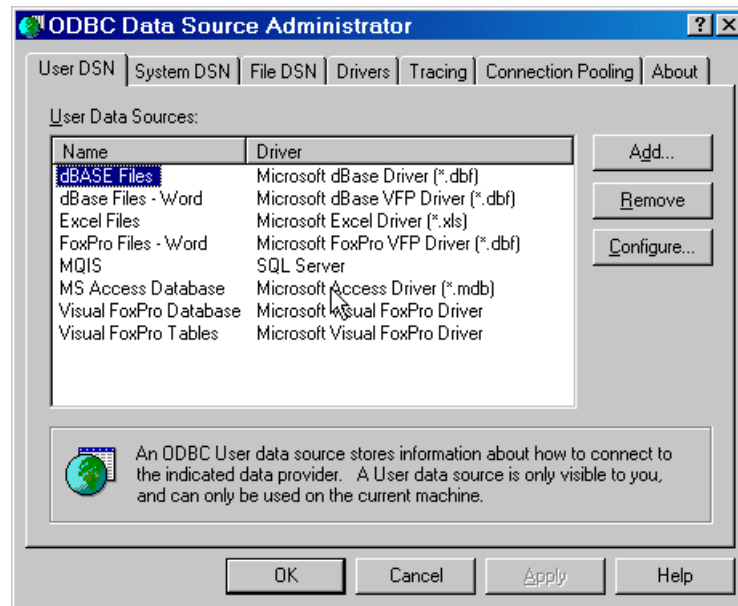 ODBC Data Source Administrator
User DSN System DSN File DSN Drivers Tracing Connection Pooling About
User Data Sources:
Name Driver
dBASE Files Microsoft dBase Driver (*.dbf)
dBase Files - Word Microsoft dBase VFP Driver (*.dbf)
Excel Files Microsoft Excel Driver (*.xls)
FoxPro Files - Word Microsoft FoxPro VFP Driver (*.dbf)
MQIS SQL Server
MS Access Database Microsoft Access Driver (*.mdb)
Visual FoxPro Database Microsoft Visual FoxPro Driver
Visual FoxPro Tables Microsoft Visual FoxPro Driver
Add...
Remove
Configure...
An ODBC User data source stores information about how to connect to
the indicated data provider. A User data source is only visible to you,
and can only be used on the current machine.
OK Cancel Apply Help